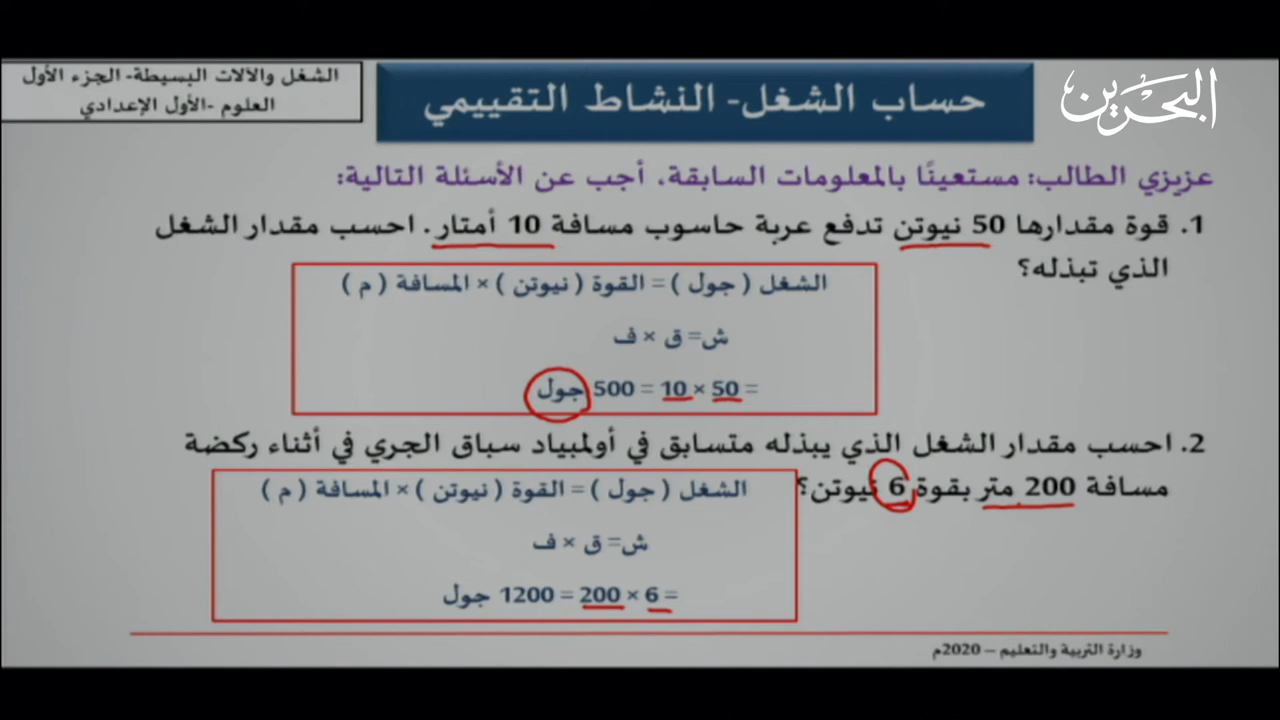 الشغل والآلات البسيطة- الجزء الأول
العلوم -الأول الإعدادي
حساب الشغل- النشاط التقييمي
البحرين
عزيزي الطالب: مستعينًا بالمعلومات السابقة، أجب عن الأسئلة التالية:
1. قوة مقدارها 50 نيوتن تدفع عربة حاسوب مسافة 10 أمتار. احسب مقدار الشغل
الذي تبذله؟
الشغل ( جول ) = القوة ( نيوتن ) × المسافة ( م )
ش= ق × ف
= 50 × 10 = 500 جول
2. احسب مقدار الشغل الذي يبذله متسابق في أولمبياد سباق الجري في أثناء ركضة
مسافة 200 متر بقوة 6 نيوتن؟
الشغل ( جول ) = القوة ( نيوتن ) × المسافة ( م )
ش= ق × ف
= 6 × 200 = 1200 جول
وزارة التربية والتعليم – 2020م